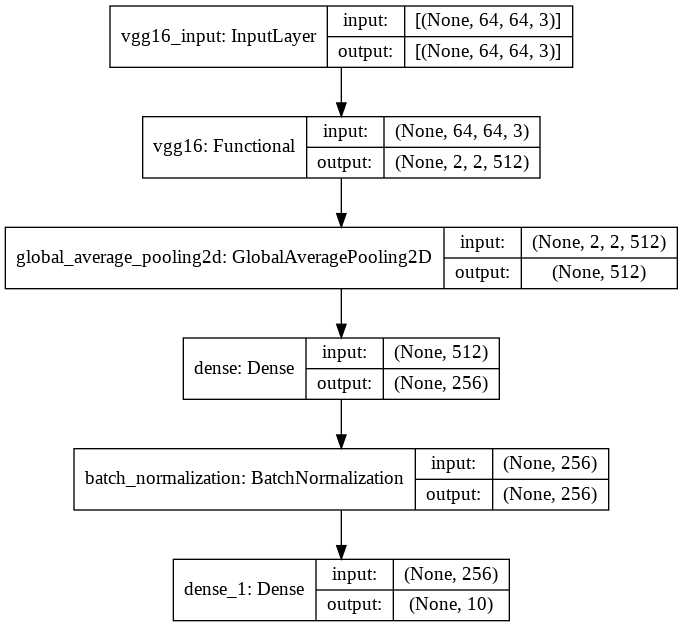 vgg16_input: InputLayer
input:
[(None, 64, 64, 3)]
output:
[(None, 64, 64, 3)]
vgg16: Functional
input:
(None, 64, 64, 3)
output:
(None, 2, 2, 512)
global_average_pooling2d: GlobalAveragePooling2D
input:
(None, 2, 2, 512)
output:
(None, 512)
dense: Dense
input:
(None, 512)
output:
(None, 256)
batch_normalization: BatchNormalization
input:
(None, 256)
output:
(None, 256)
dense_1: Dense
input:
(None, 256)
output:
(None, 10)